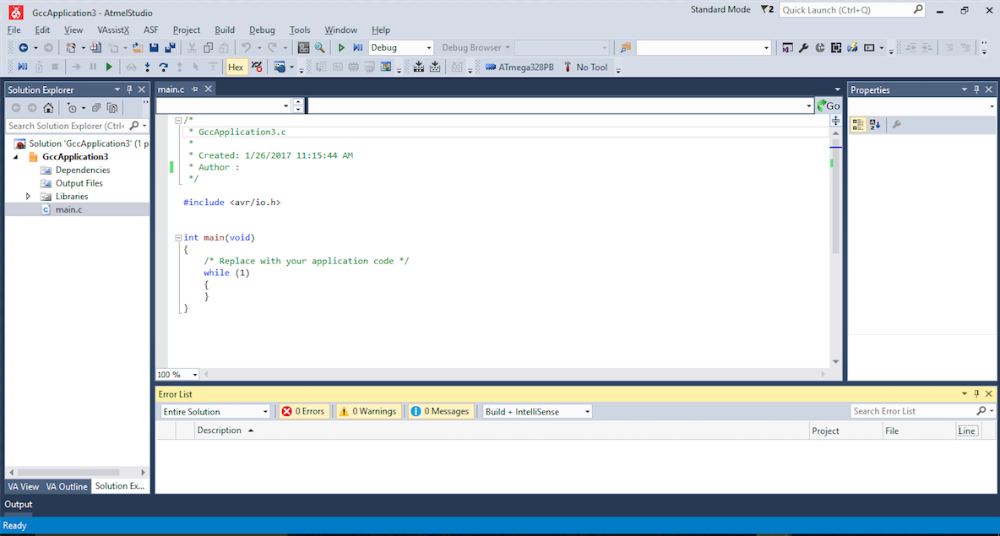 GccApplication3 - AtmelStudio
Standard Mode
2
Quick Launch (Ctrl+Q)
File Edit View VAssistX ASF Project Build Debug Tools Window Help
Debug
Debug Browser
Hex
ATmega328PB
No Tool
Solution Explorer
Search Solution Explorer (Ctrl+
Solution 'GccApplication3' (1 p
GccApplication3
Dependencies
Output Files
Libraries
main.c
VA View VA Outline Solution Ex...
main.c
Go
/*
* GccApplication3.c
*
* Created: 1/26/2017 11:15:44 AM
* Author :
*/
#include <avr/io.h>
int main(void)
{
/* Replace with your application code */
while (1)
{
}
}
100 %
Properties
Error List
Entire Solution
0 Errors
0 Warnings
0 Messages
Build + IntelliSense
Search Error List
Description
Project
File
Line
Output
Ready